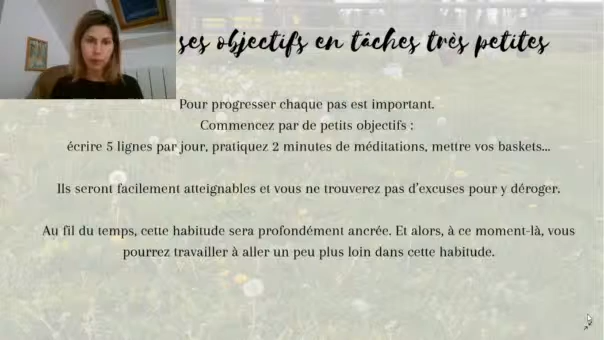 ses objectifs en tâches très petites
Pour progresser chaque pas est important.
Commencez par de petits objectifs :
écrire 5 lignes par jour, pratiquez 2 minutes de méditations, mettre vos baskets...
Ils seront facilement atteignables et vous ne trouverez pas d'excuses pour y déroger.
Au fil du temps, cette habitude sera profondément ancrée. Et alors, à ce moment-là, vous
pourrez travailler à aller un peu plus loin dans cette habitude.